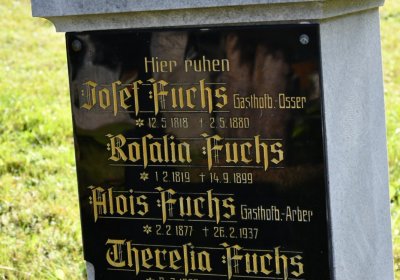 Hier ruhen
Josef Fuchs Gasthofb.-Osser
✲ 12.5.1818 ✝ 2.5.1880
Rosalia Fuchs
✲ 1.2.1819 ✝ 14.9.1899
Alois Fuchs Gasthofb.-Arber
✲ 2.2.1877 ✝ 26.2.1937
Theresia Fuchs